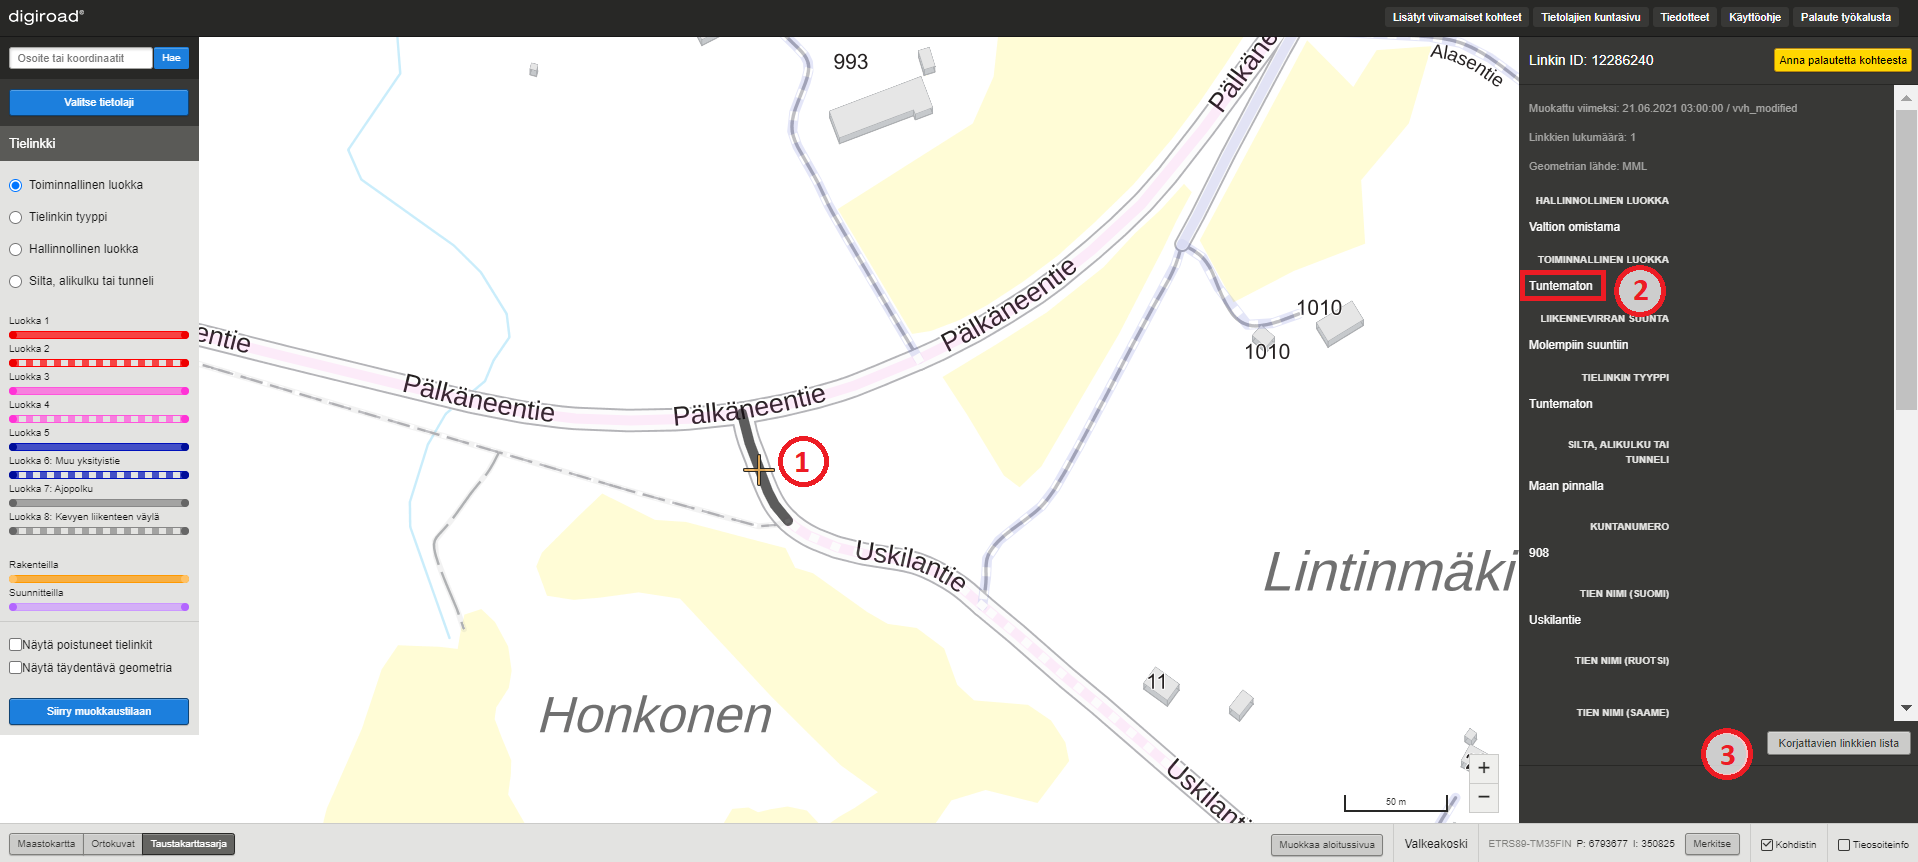 digiroad®
Lisätyt viivamaiset kohteet
Tietolajien kuntasivu
Tiedotteet
Käyttöohje
Palaute työkalusta
Osoite tai koordinaatit
Hae
Valitse tietolaji
Tielinkki
Toiminnallinen luokka
Tielinkin tyyppi
Hallinnollinen luokka
Silta, alikulku tai tunneli
Luokka 1
Luokka 2
Luokka 3
Luokka 4
Luokka 5
Luokka 6: Muu yksityistie
Luokka 7: Ajopolku
Luokka 8: Kevyen liikenteen väylä
Rakenteilla
Suunnitteilla
Näytä poistuneet tielinkit
Näytä täydentävä geometria
Siirry muokkaustilaan
993
Alasentie
Pälkäne
Pälkäneentie
1010
1010
entie
Pälkäneentie
Pälkäneentie
1
Uskilantie
Lintinmäki
11
Honkonen
Uskilanti
50 m
+
−
Linkin ID: 12286240
Anna palautetta kohteesta
Muokattu viimeksi: 21.06.2021 03:00:00 / vvh_modified
Linkkien lukumäärä: 1
Geometrian lähde: MML
HALLINNOLLINEN LUOKKA
Valtion omistama
TOIMINNALLINEN LUOKKA
Tuntematon
2
LIIKENNEVIRRAN SUUNTA
Molempiin suuntiin
TIELINKIN TYYPPI
Tuntematon
SILTA, ALIKULKU TAI
TUNNELI
Maan pinnalla
KUNTANUMERO
908
TIEN NIMI (SUOMI)
Uskilantie
TIEN NIMI (RUOTSI)
TIEN NIMI (SAAME)
3
Korjattavien linkkien lista
Maastokartta
Ortokuvat
Taustakarttasarja
Muokkaa aloitussivua
Valkeakoski
ETRS89-TM35FIN P: 6793677 I: 350825
Merkitse
Kohdistin
Tieosoiteinfo